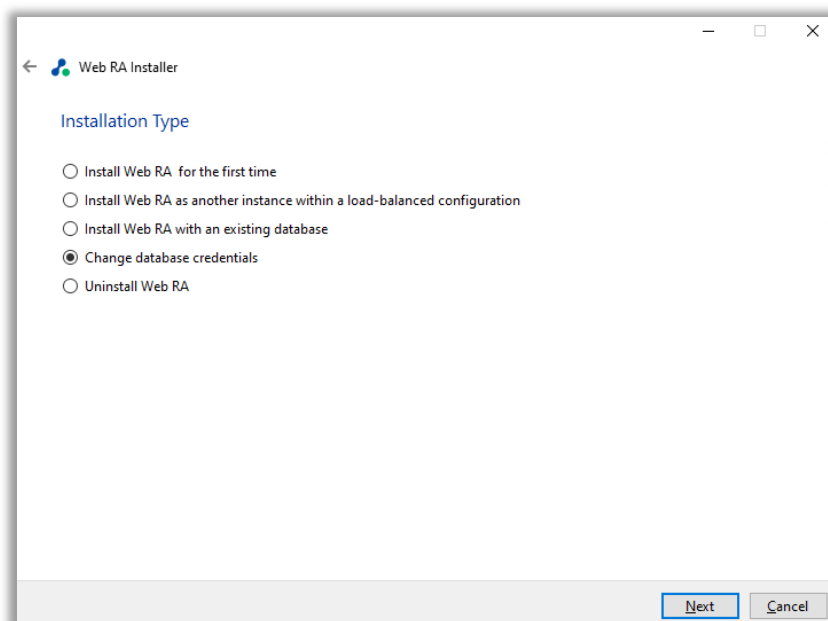 Web RA Installer
Installation Type
Install Web RA for the first time
Install Web RA as another instance within a load-balanced configuration
Install Web RA with an existing database
Change database credentials
Uninstall Web RA
Next Cancel